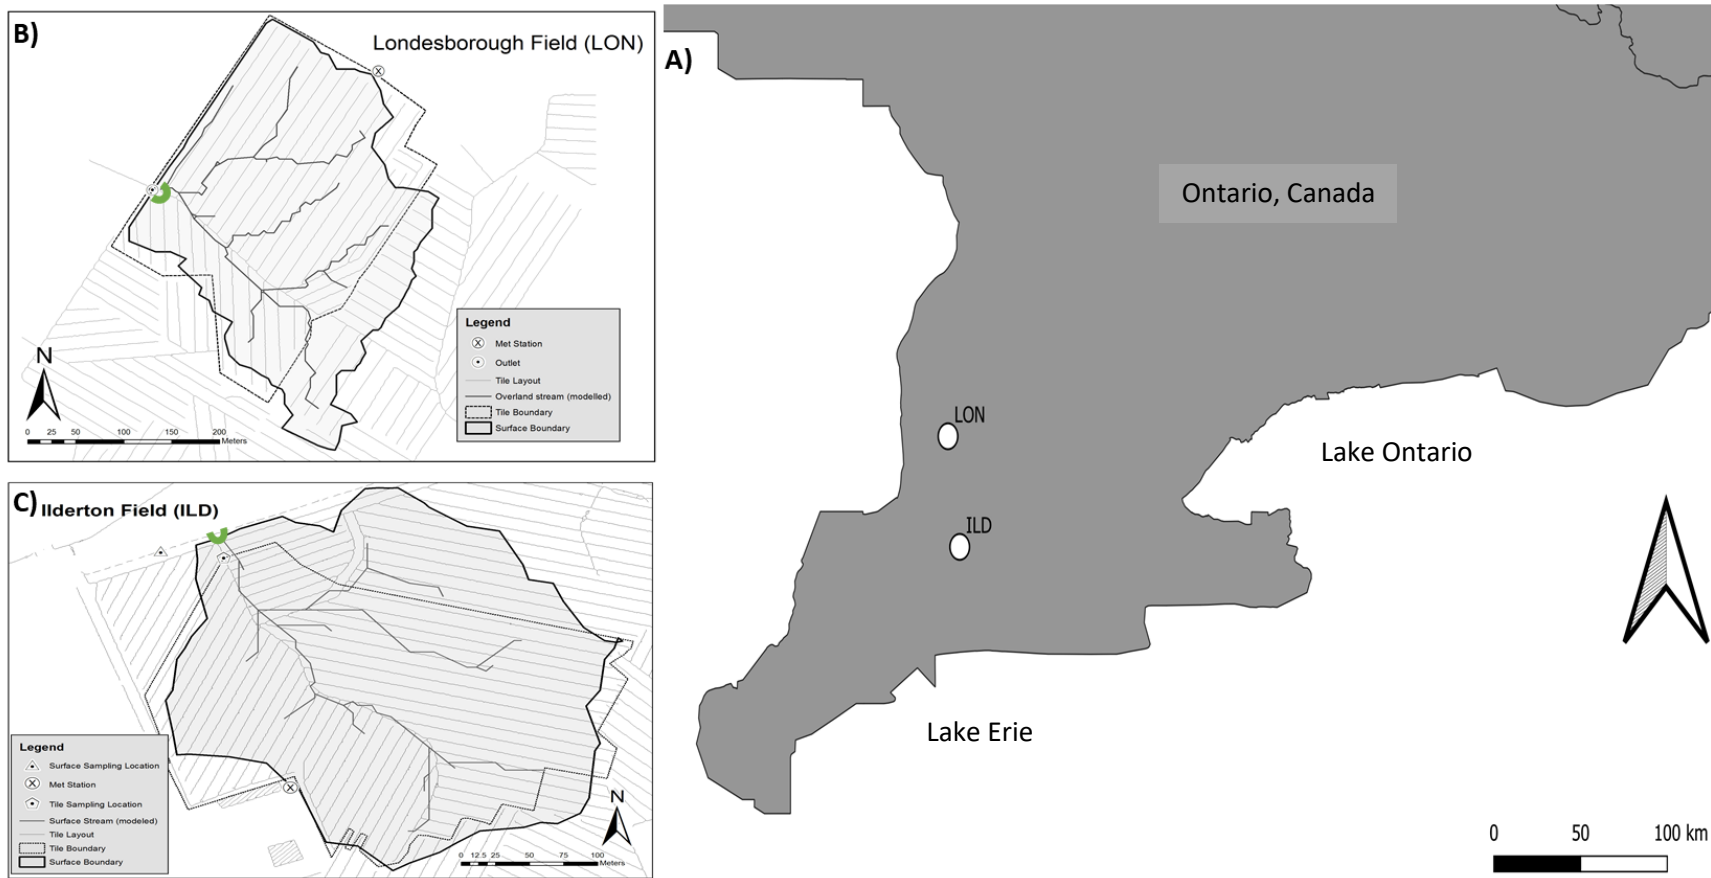 B)
Londesborough Field (LON)
Legend
Met Station
Outlet
Tile Layout
Overland stream (modelled)
Tile Boundary
Surface Boundary
N
0 25 50 100 150 200
Meters
C) Ilderton Field (ILD)
Legend
Surface Sampling Location
Met Station
Tile Sampling Location
Surface Stream (modelled)
Tile Layout
Tile Boundary
Surface Boundary
N
0 12.5 25 50 75 100
Meters
A)
Ontario, Canada
LON
Lake Ontario
ILD
Lake Erie
0 50 100 km